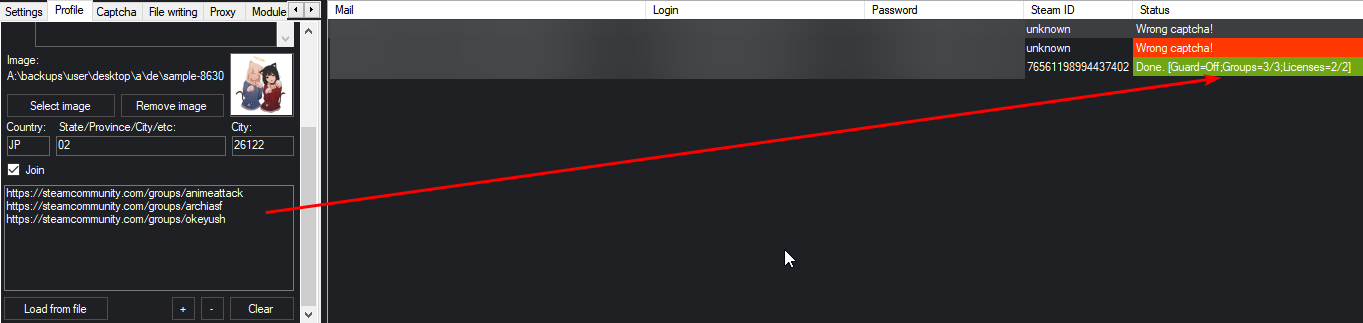 Settings Profile Captcha File writing Proxy Module
Image:
A:\backups\user\desktop\a\de\sample-8630
Select image Remove image
Country: State/Province/City/etc: City:
JP 02 26122
Join
https://steamcommunity.com/groups/animeattack
https://steamcommunity.com/groups/archiasf
https://steamcommunity.com/groups/okeyush
Load from file + - Clear
Mail Login Password Steam ID Status
unknown Wrong captcha!
unknown Wrong captcha!
76561198994437402 Done. [Guard=Off;Groups=3/3;Licenses=2/2]